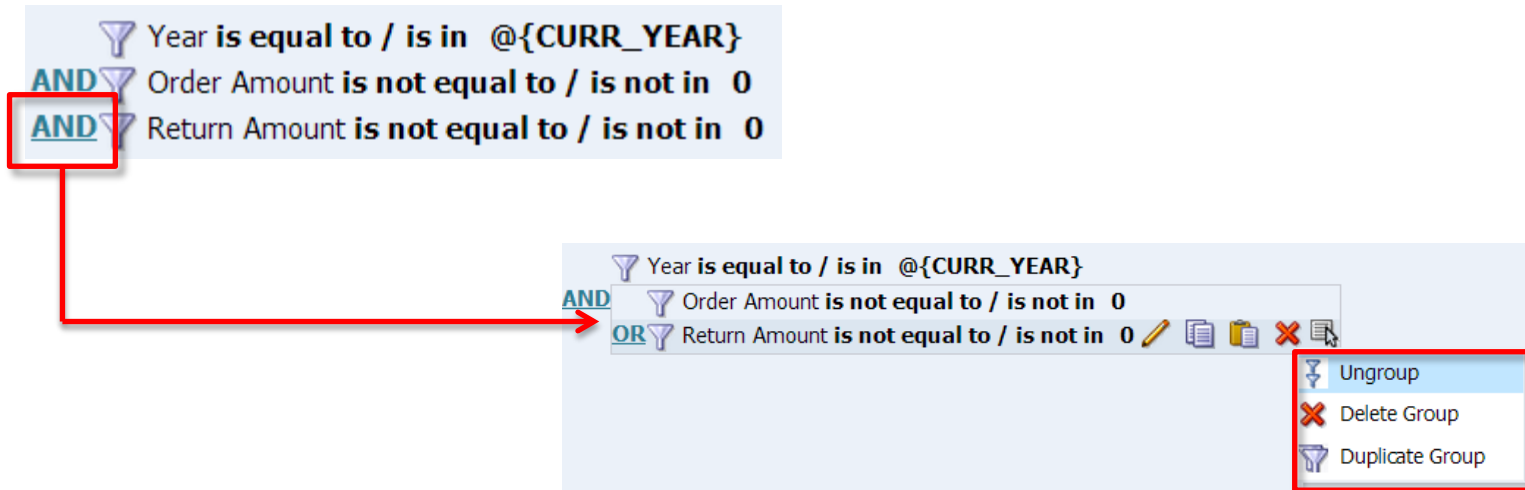 Year is equal to / is in @{CURR_YEAR}
AND Order Amount is not equal to / is not in 0
AND Return Amount is not equal to / is not in 0
Year is equal to / is in @{CURR_YEAR}
AND Order Amount is not equal to / is not in 0
OR Return Amount is not equal to / is not in 0
Ungroup
Delete Group
Duplicate Group